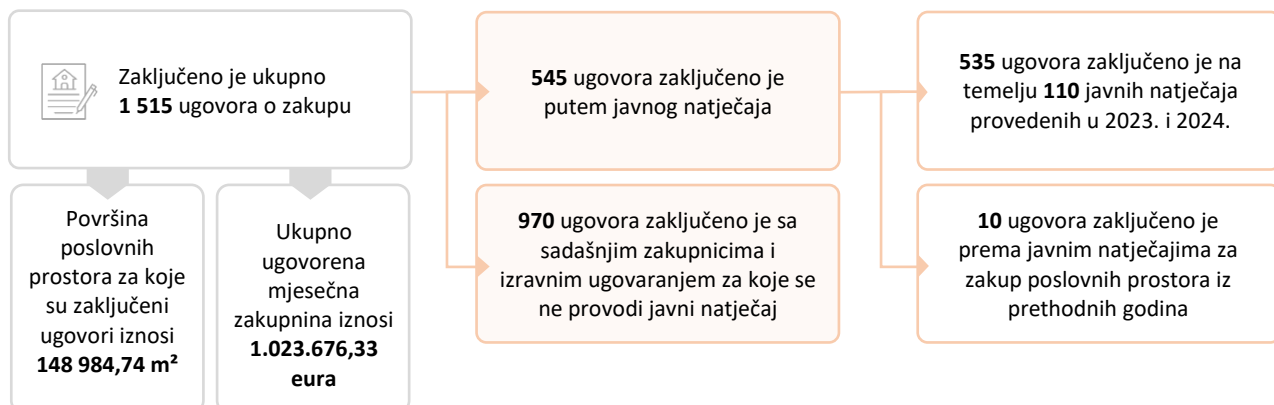 Zaključeno je ukupno
1 515 ugovora o zakupu
545 ugovora zaključeno je
putem javnog natječaja
535 ugovora zaključeno je na
temelju 110 javnih natječaja
provedenih u 2023. i 2024.
Površina
poslovnih
prostora za koje
su zaključeni
ugovori iznosi
148 984,74 m²
Ukupno
ugovorena
mjesečna
zakupnina iznosi
1.023.676,33
eura
970 ugovora zaključeno je sa
sadašnjim zakupnicima i
izravnim ugovaranjem za koje se
ne provodi javni natječaj
10 ugovora zaključeno je
prema javnim natječajima za
zakup poslovnih prostora iz
prethodnih godina